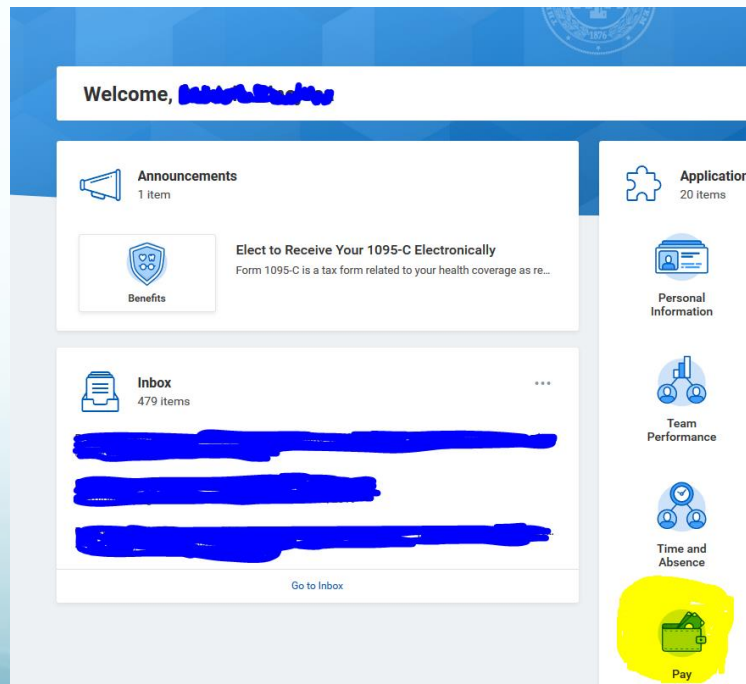 1876
Welcome,
Announcements
1 item
Benefits
Elect to Receive Your 1095-C Electronically
Form 1095-C is a tax form related to your health coverage as re...
Inbox
479 items
Go to Inbox
Application
20 items
Personal
Information
Team
Performance
Time and
Absence
Pay